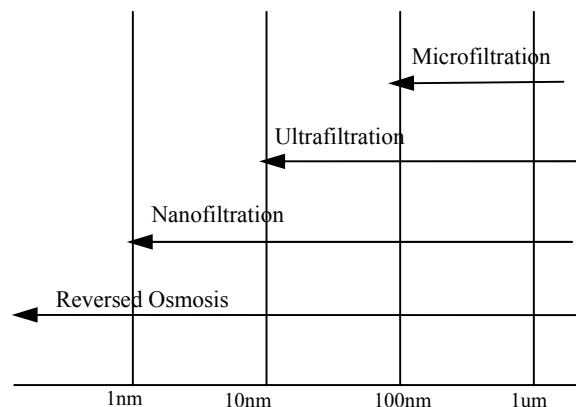 Microfiltration
Ultrafiltration
Nanofiltration
Reversed Osmosis
1nm 10nm 100nm 1um